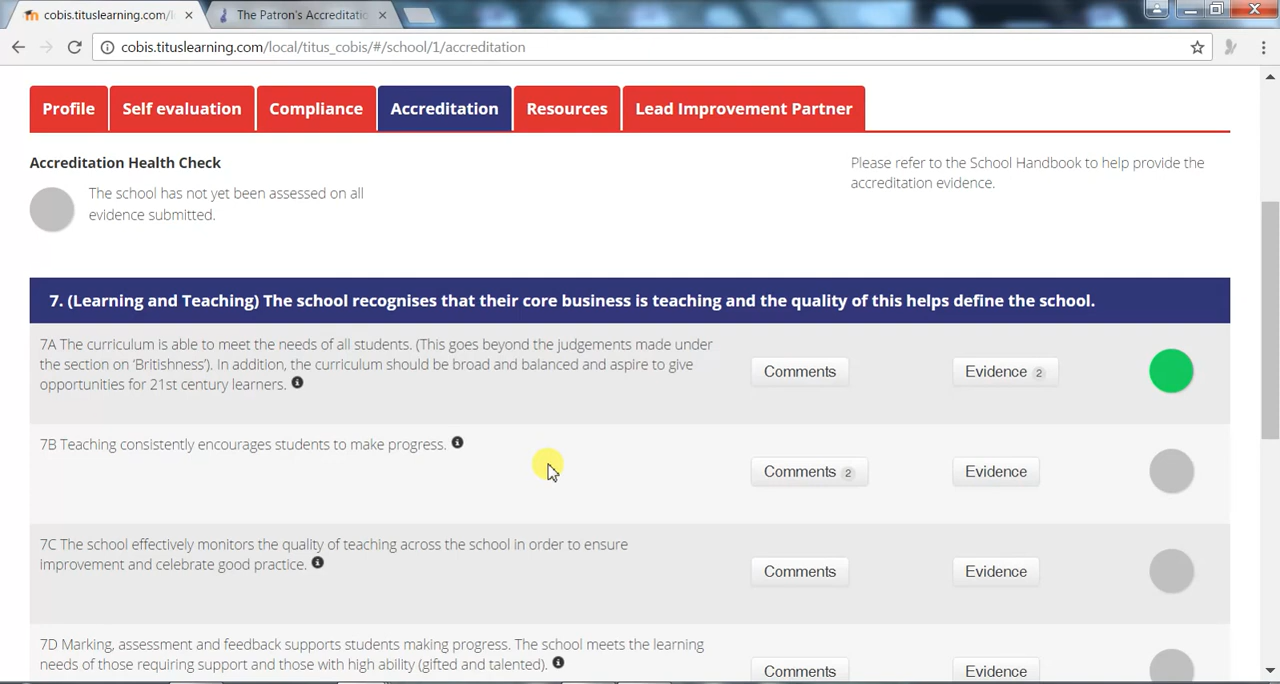 cobis.tituslearning.com/l
The Patron's Accreditatio
cobis.tituslearning.com/local/titus_cobis/#/school/1/accreditation
Profile
Self evaluation
Compliance
Accreditation
Resources
Lead Improvement Partner
Accreditation Health Check
The school has not yet been assessed on all
evidence submitted.
Please refer to the School Handbook to help provide the
accreditation evidence.
7. (Learning and Teaching) The school recognises that their core business is teaching and the quality of this helps define the school.
7A The curriculum is able to meet the needs of all students. (This goes beyond the judgements made under
the section on 'Britishness'). In addition, the curriculum should be broad and balanced and aspire to give
opportunities for 21st century learners.
Comments
Evidence 2
7B Teaching consistently encourages students to make progress.
Comments 2
Evidence
7C The school effectively monitors the quality of teaching across the school in order to ensure
improvement and celebrate good practice.
Comments
Evidence
7D Marking, assessment and feedback supports students making progress. The school meets the learning
needs of those requiring support and those with high ability (gifted and talented).
Comments
Evidence